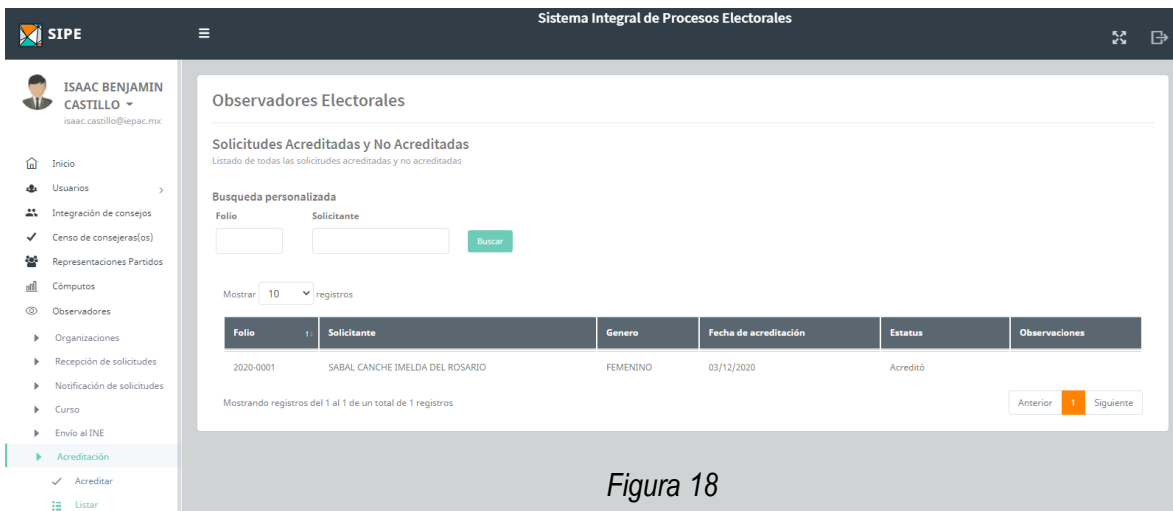 Sistema Integral de Procesos Electorales
SIPE
ISAAC BENJAMIN
CASTILLO
isaac.castillo@iepac.mx
Inicio
Usuarios
Integración de consejos
Censo de consejeras(os)
Representaciones Partidos
Cómputos
Observadores
Organizaciones
Recepción de solicitudes
Notificación de solicitudes
Curso
Envío al INE
Acreditación
Acreditar
Listar
Observadores Electorales
Solicitudes Acreditadas y No Acreditadas
Listado de todas las solicitudes acreditadas y no acreditadas
Busqueda personalizada
Folio Solicitante
Buscar
Mostrar 10 registros
Folio Solicitante Genero Fecha de acreditación Estatus Observaciones
2020-0001 SABAL CANCHE IMELDA DEL ROSARIO FEMENINO 03/12/2020 Acreditó
Mostrando registros del 1 al 1 de un total de 1 registros
Anterior 1 Siguiente
Figura 18